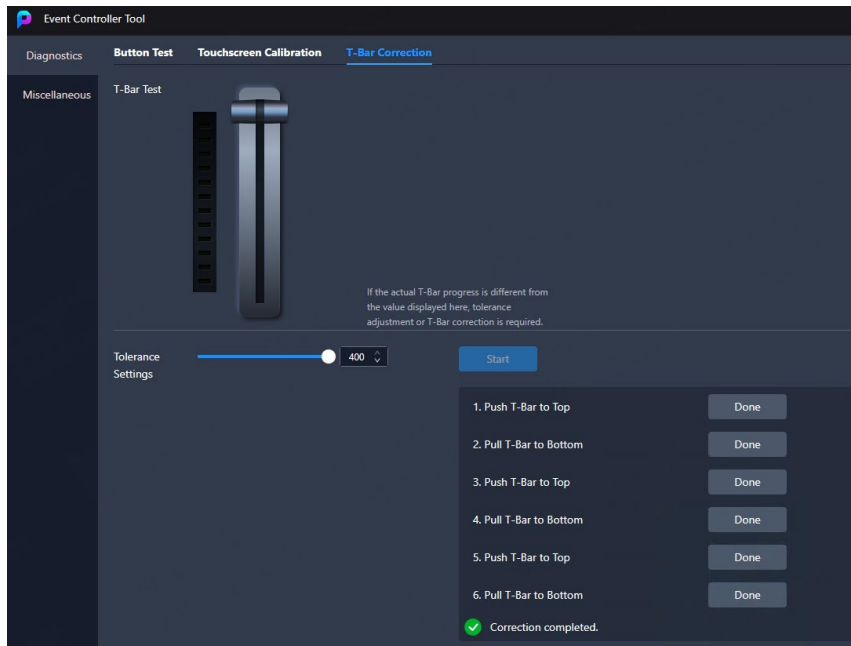 Event Controller Tool
Diagnostics
Button Test
Touchscreen Calibration
T-Bar Correction
Miscellaneous
T-Bar Test
If the actual T-Bar progress is different from
the value displayed here, tolerance
adjustment or T-Bar correction is required.
Tolerance
Settings
400
Start
1. Push T-Bar to Top
Done
2. Pull T-Bar to Bottom
Done
3. Push T-Bar to Top
Done
4. Pull T-Bar to Bottom
Done
5. Push T-Bar to Top
Done
6. Pull T-Bar to Bottom
Done
Correction completed.